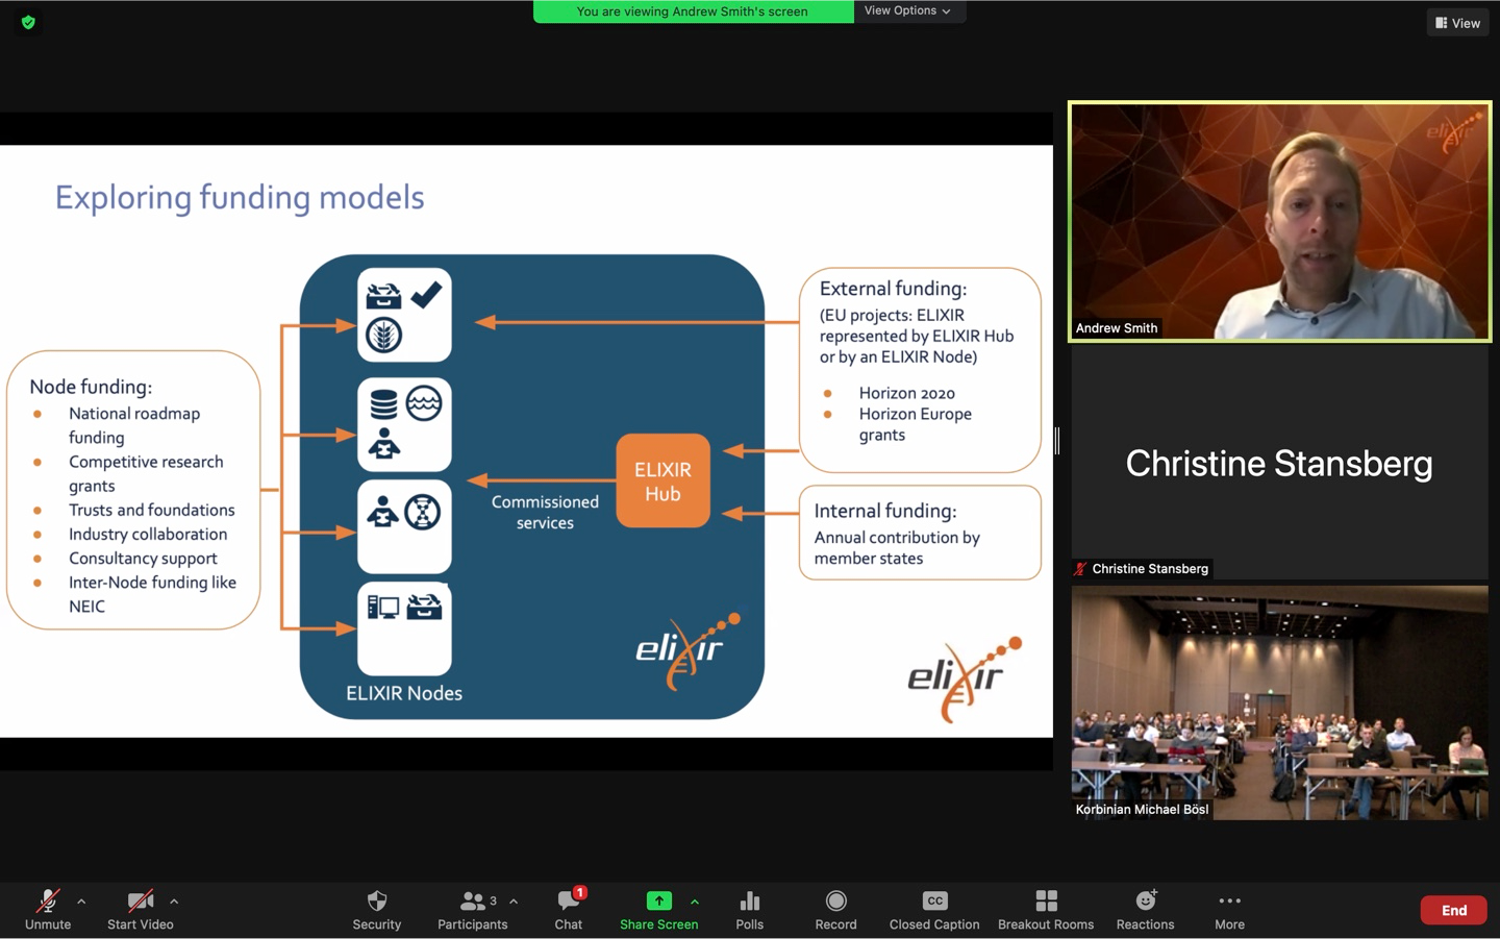 You are viewing Andrew Smith's screen
View Options
View
Exploring funding models
Node funding:
● National roadmap
funding
● Competitive research
grants
● Trusts and foundations
● Industry collaboration
● Consultancy support
● Inter-Node funding like
NEIC
ELIXIR Nodes
Commissioned
services
ELIXIR
Hub
elixir
External funding:
(EU projects: ELIXIR
represented by ELIXIR Hub
or by an ELIXIR Node)
● Horizon 2020
● Horizon Europe
grants
Internal funding:
Annual contribution by
member states
elixir
elixir
Andrew Smith
Christine Stansberg
Christine Stansberg
Korbinian Michael Bösl
Unmute
Start Video
Security
3
Participants
1
Chat
Share Screen
Polls
Record
CC
Closed Caption
Breakout Rooms
Reactions
More
End